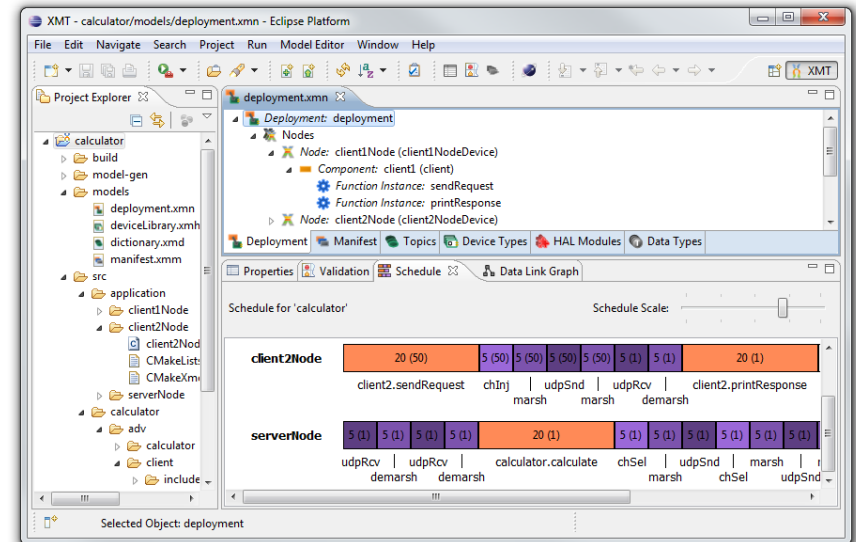 XMT - calculator/models/deployment.xmn - Eclipse Platform
File Edit Navigate Search Project Run Model Editor Window Help
XMT
Project Explorer
calculator
build
model-gen
models
deployment.xmn
deviceLibrary.xmh
dictionary.xmd
manifest.xmm
src
application
client1Node
client2Node
client2Nod
CMakeLists
CMakeXm
serverNode
calculator
adv
calculator
client
include
deployment.xmn
Deployment: deployment
Nodes
Node: client1Node (client1NodeDevice)
Component: client1 (client)
Function Instance: sendRequest
Function Instance: printResponse
Node: client2Node (client2NodeDevice)
Deployment Manifest Topics Device Types HAL Modules Data Types
Properties Validation Schedule Data Link Graph
Schedule for 'calculator' Schedule Scale:
client2Node 20 (50) 5 (50) 5 (50) 5 (50) 5 (50) 5 (1) 5 (1) 20 (1)
client2.sendRequest chInj | udpSnd | udpRcv | client2.printResponse
marsh marsh demarsh
serverNode 5 (1) 5 (1) 5 (1) 5 (1) 20 (1) 5 (1) 5 (1) 5 (1) 5 (1) 5 (1) 5 (1)
udpRcv | udpRcv | calculator.calculate chSel | udpSnd | marsh |
demarsh demarsh marsh chSel udpSnd
Selected Object: deployment